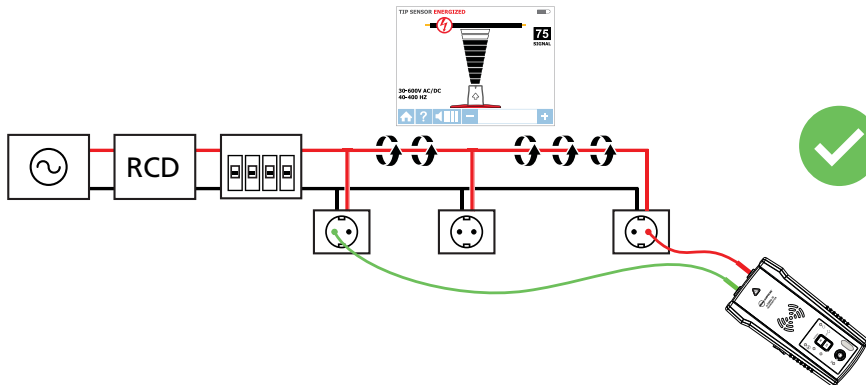 TIP SENSOR ENERGIZED
75
SIGNAL
30-600V AC/DC
40-400 HZ
?
RCD